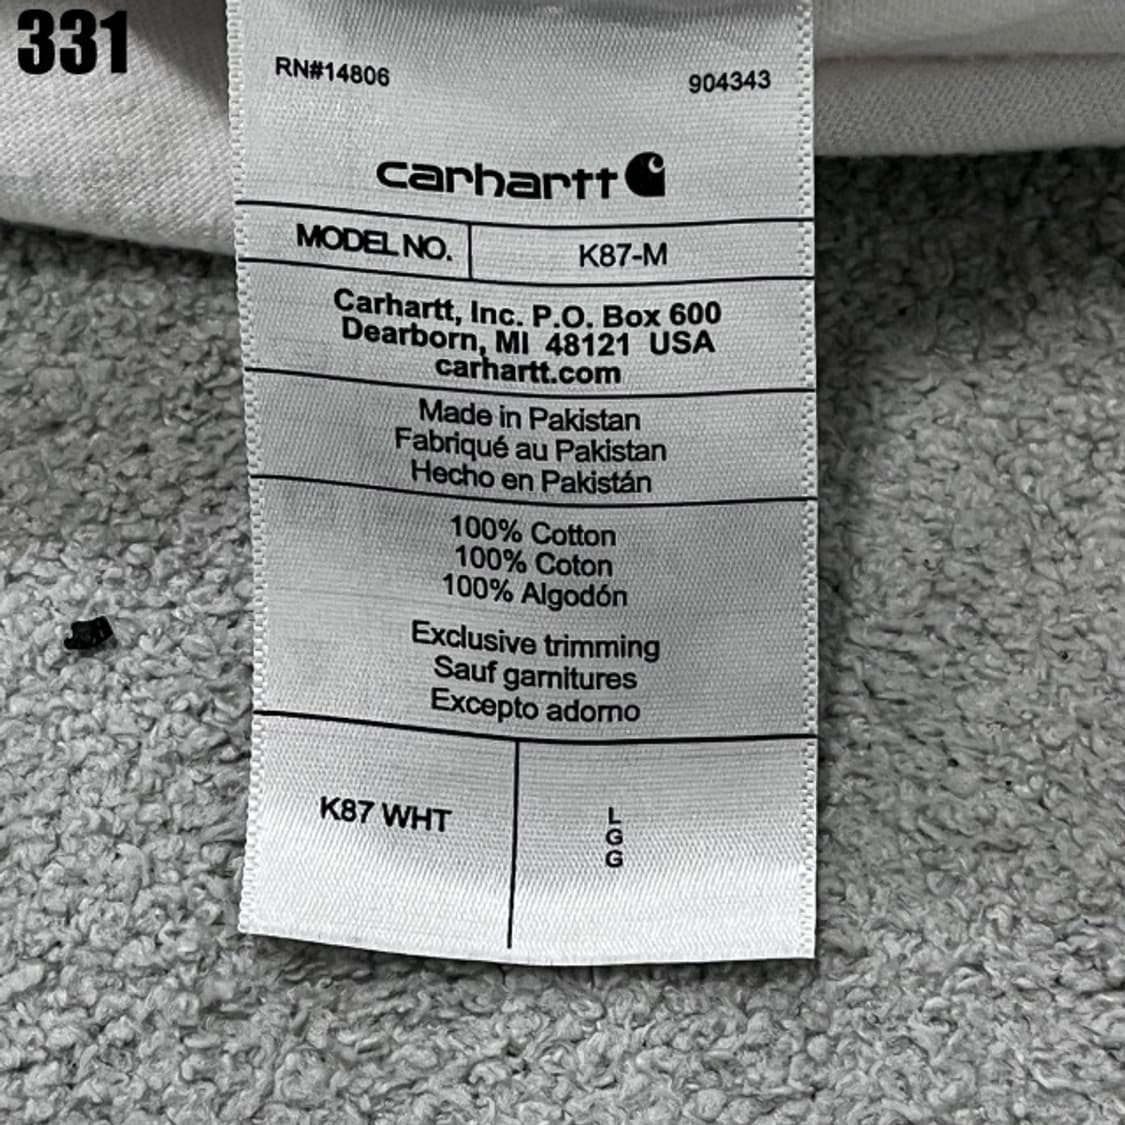 331
RN#14806 904343
carhartt
MODEL NO. K87-M
Carhartt, Inc. P.O. Box 600
Dearborn, MI 48121 USA
carhartt.com
Made in Pakistan
Fabriqué au Pakistan
Hecho en Pakistán
100% Cotton
100% Coton
100% Algodón
Exclusive trimming
Sauf garnitures
Excepto adorno
K87 WHT
L
G
G